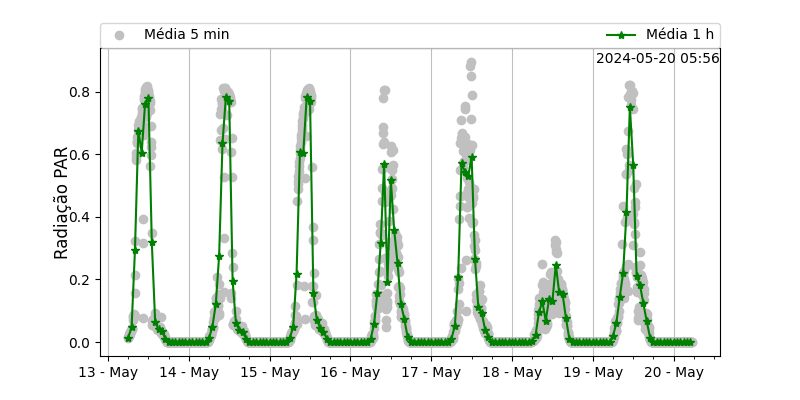 Média 5 min
Média 1 h
2024-05-20 05:56
Radiação PAR
0.8
0.6
0.4
0.2
0.0
13 - May
14 - May
15 - May
16 - May
17 - May
18 - May
19 - May
20 - May